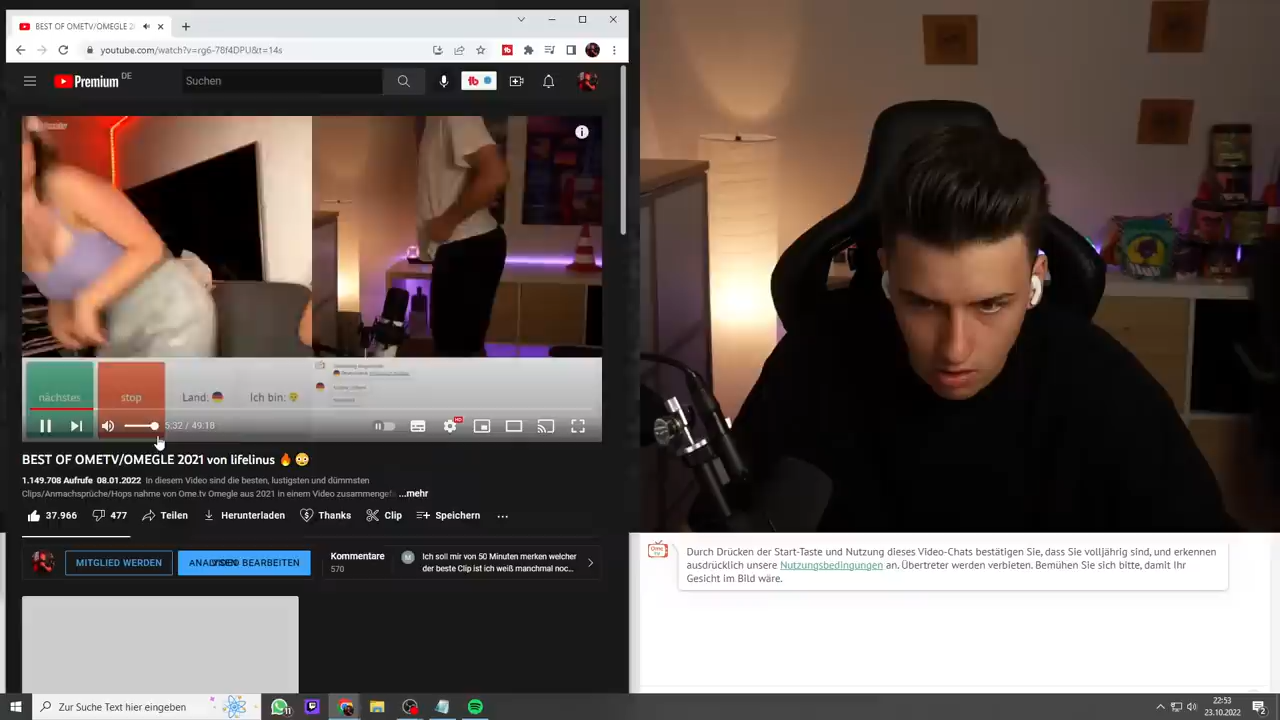 BEST OF OMETV/OMEGLE 2021
youtube.com/watch?v=rg6-78f4DPU&t=14s
Premium DE
Suchen
nächstes
stop
Land:
Ich bin:
5:32 / 49:18
BEST OF OMETV/OMEGLE 2021 von lifelinus 🔥😳
1.149.708 Aufrufe 08.01.2022 In diesem Video sind die besten, lustigsten und dümmsten
Clips/Anmachsprüche/Hops nahme von Ome.tv Omegle aus 2021 in einem Video zusammengef ...mehr
37.966
477
Teilen
Herunterladen
Thanks
Clip
Speichern
MITGLIED WERDEN
BEARBEITEN
Kommentare
570
Ich soll mir von 50 Minuten merken welcher
der beste Clip ist ich weiß manchmal noc...
Durch Drücken der Start-Taste und Nutzung dieses Video-Chats bestätigen Sie, dass Sie volljährig sind, und erkennen
ausdrücklich unsere Nutzungsbedingungen an. Übertreter werden verbieten. Bemühen Sie sich bitte, damit Ihr
Gesicht im Bild wäre.
Zur Suche Text hier eingeben
11
22:53
23.10.2022
2